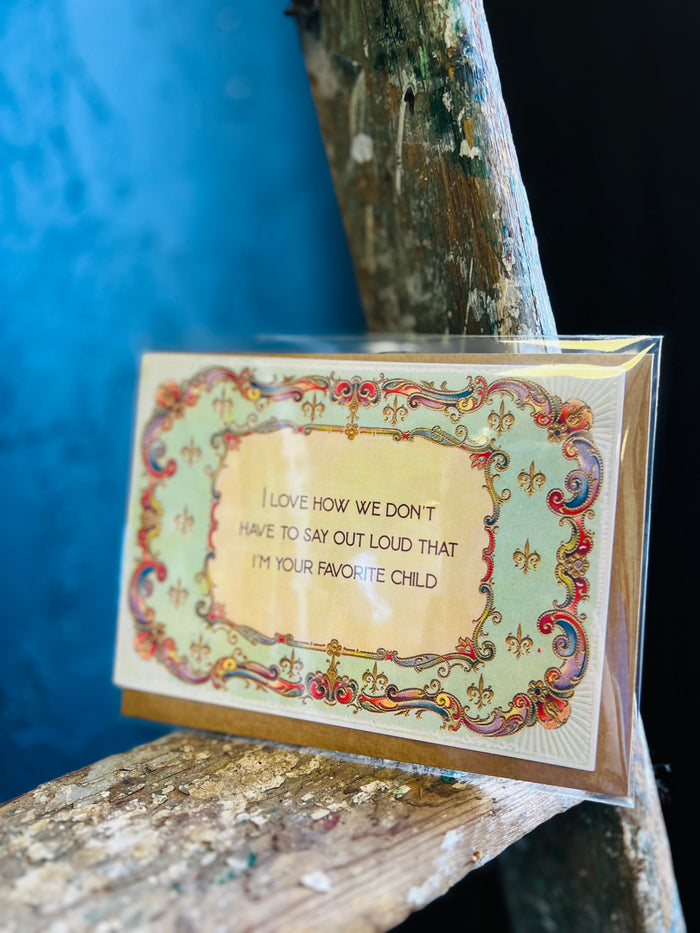 I LOVE HOW WE DON'T
HAVE TO SAY OUT LOUD THAT
I'M YOUR FAVORITE CHILD